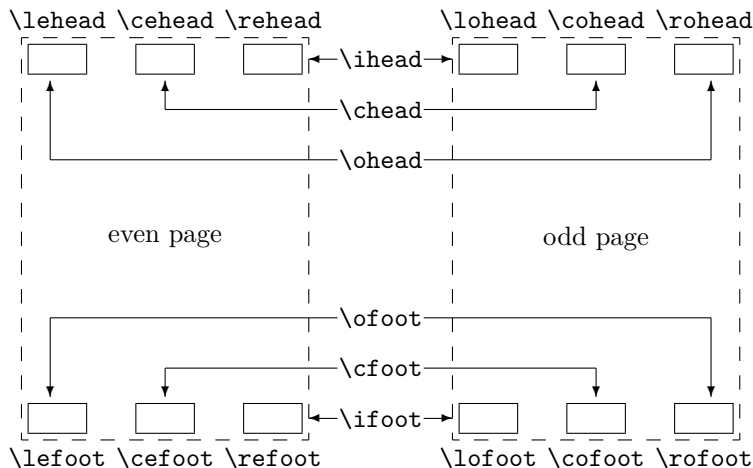 \lehead \cehead \rehead \lohead \cohead \rohead
\ihead
\chead
\ohead
even page odd page
\ofoot
\cfoot
\ifoot
\lefoot \cefoot \refoot \lofoot \cofoot \rofoot